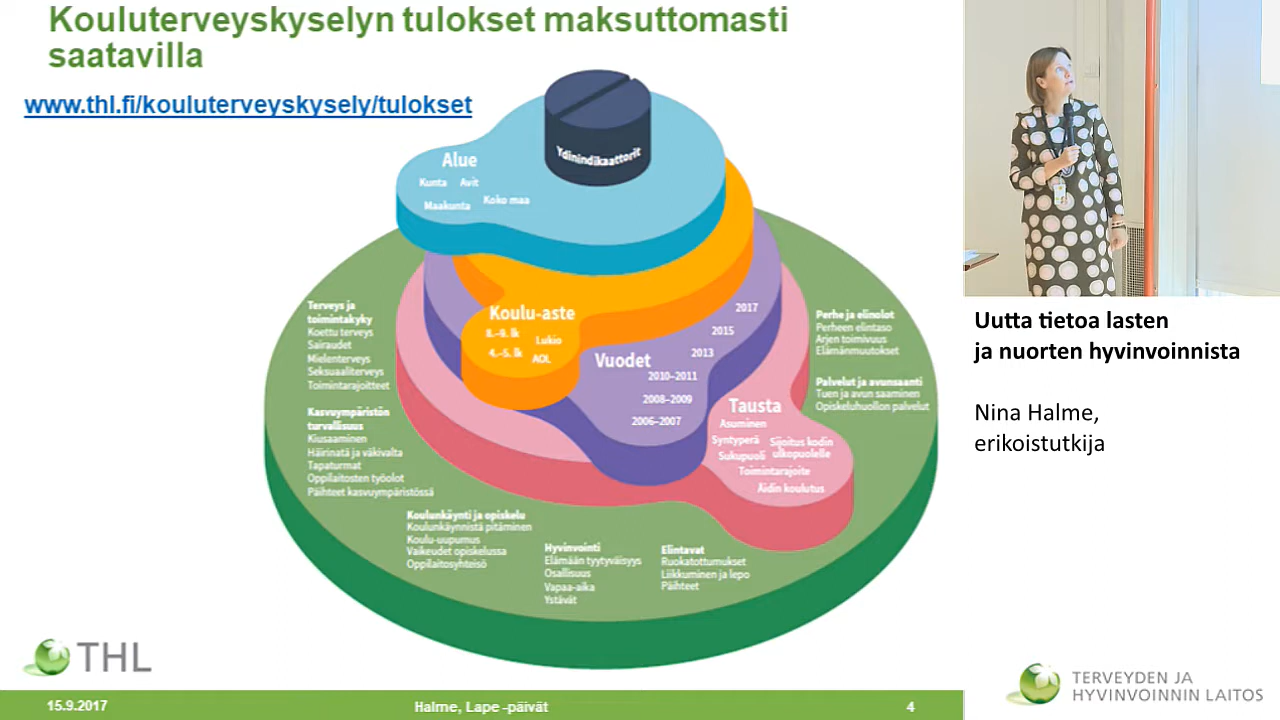 Kouluterveyskyselyn tulokset maksuttomasti
saatavilla
www.thl.fi/kouluterveyskysely/tulokset
Ydinindikaattorit
Alue
Kunta Avit
Maakunta Koko maa
Koulu-aste
8.–9. lk Lukio
4.–5. lk AOL
Vuodet
2017
2015
2013
2010–2011
2008–2009
2006–2007
Tausta
Asuminen
Syntyperä Sijoitus kodin
Sukupuoli ulkopuolelle
Toimintarajoite
Äidin koulutus
Terveys ja
toimintakyky
Koettu terveys
Sairaudet
Mielenterveys
Seksuaaliterveys
Toimintarajoitteet
Kasvuympäristön
turvallisuus
Kiusaaminen
Häirinatä ja väkivalta
Tapaturmat
Oppilaitosten työolot
Päihteet kasvuympäristössä
Koulunkäynti ja opiskelu
Koulunkäynnistä pitäminen
Koulu-uupumus
Vaikeudet opiskelussa
Oppilaitosyhteisö
Hyvinvointi
Elämään tyytyväisyys
Osallisuus
Vapaa-aika
Ystävät
Elintavat
Ruokatottumukset
Liikkuminen ja lepo
Päihteet
Perhe ja elinolot
Perheen elintaso
Arjen toimivuus
Elämänmuutokset
Palvelut ja avunsaanti
Tuen ja avun saaminen
Opiskeluhuollon palvelut
THL
15.9.2017 Halme, Lape -päivät 4
Uutta tietoa lasten
ja nuorten hyvinvoinnista
Nina Halme,
erikoistutkija
TERVEYDEN JA
HYVINVOINNIN LAITOS